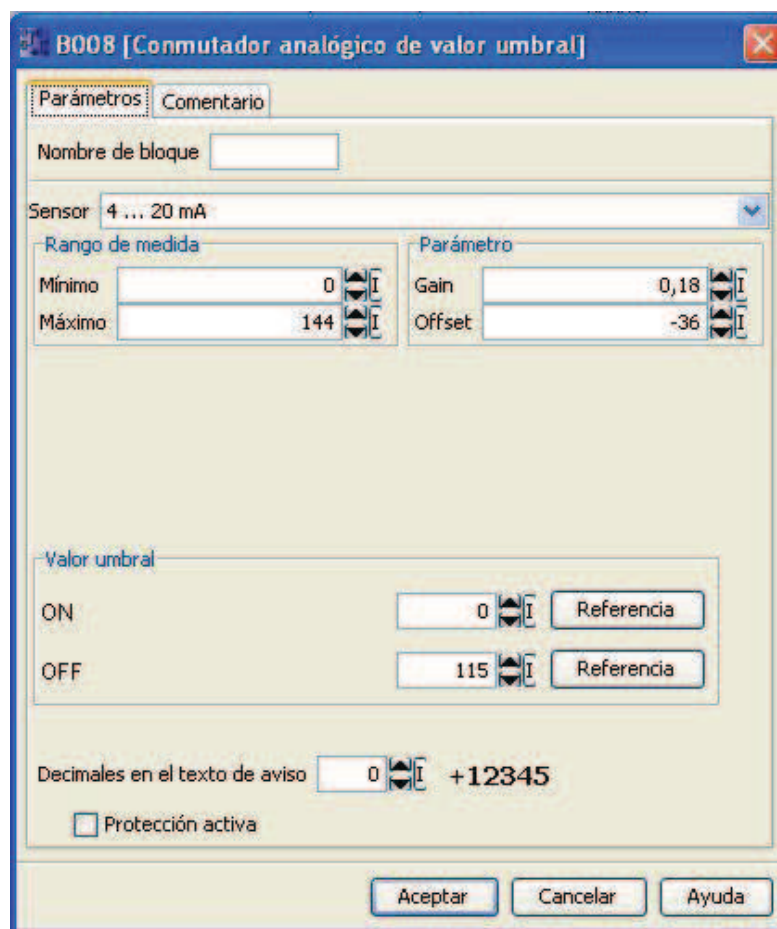 B008 [Conmutador analógico de valor umbral]
Parámetros Comentario
Nombre de bloque
Sensor 4 ... 20 mA
Rango de medida
Mínimo 0
Máximo 144
Parámetro
Gain 0,18
Offset -36
Valor umbral
ON 0 Referencia
OFF 115 Referencia
Decimales en el texto de aviso 0 +12345
Protección activa
Aceptar Cancelar Ayuda